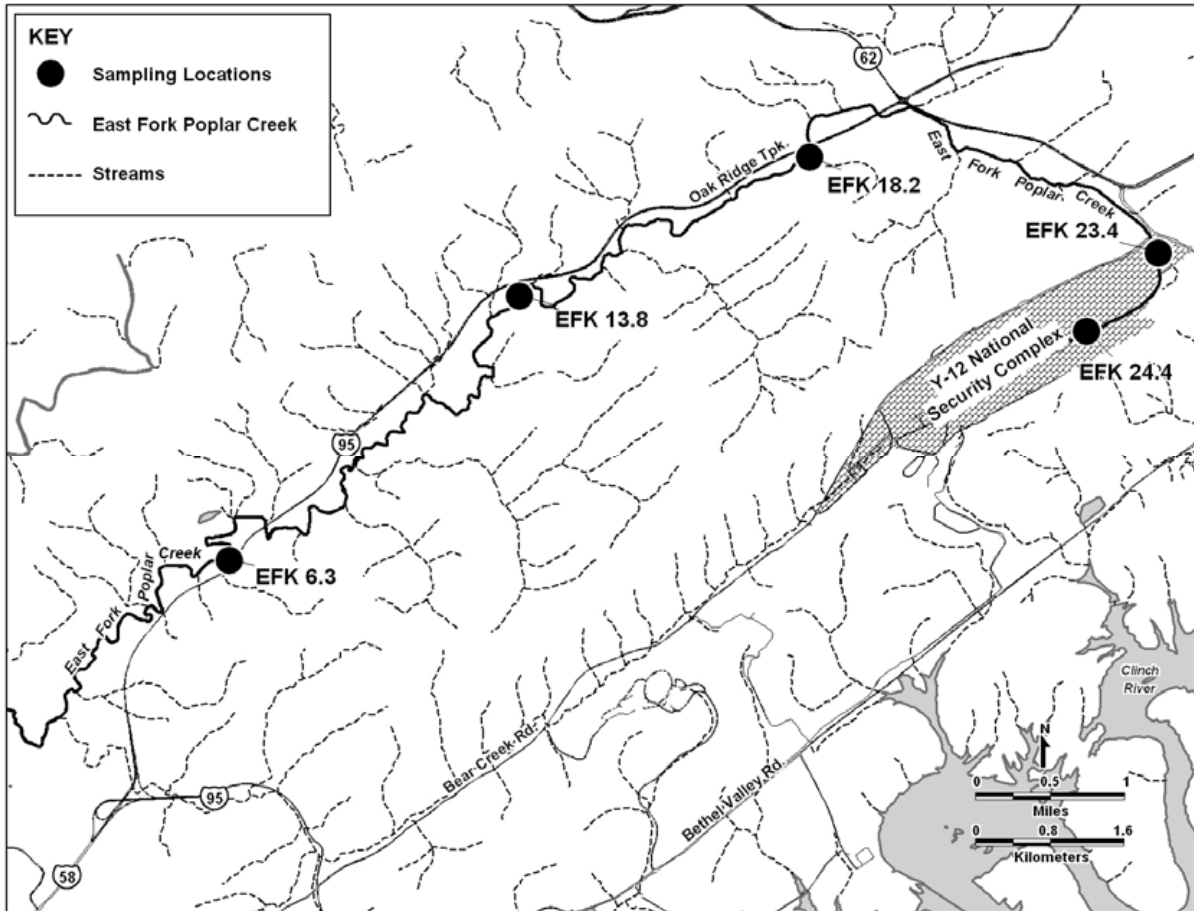 KEY
Sampling Locations
East Fork Poplar Creek
Streams
62
Oak Ridge Tpk.
East Fork Poplar Creek
EFK 18.2
EFK 23.4
EFK 13.8
EFK 24.4
Y-12 National
Security Complex
95
East Fork Poplar Creek
EFK 6.3
Clinch
River
Bear Creek Rd.
Bethel Valley Rd.
N
0 0.5 1
Miles
0 0.8 1.6
Kilometers
95
58